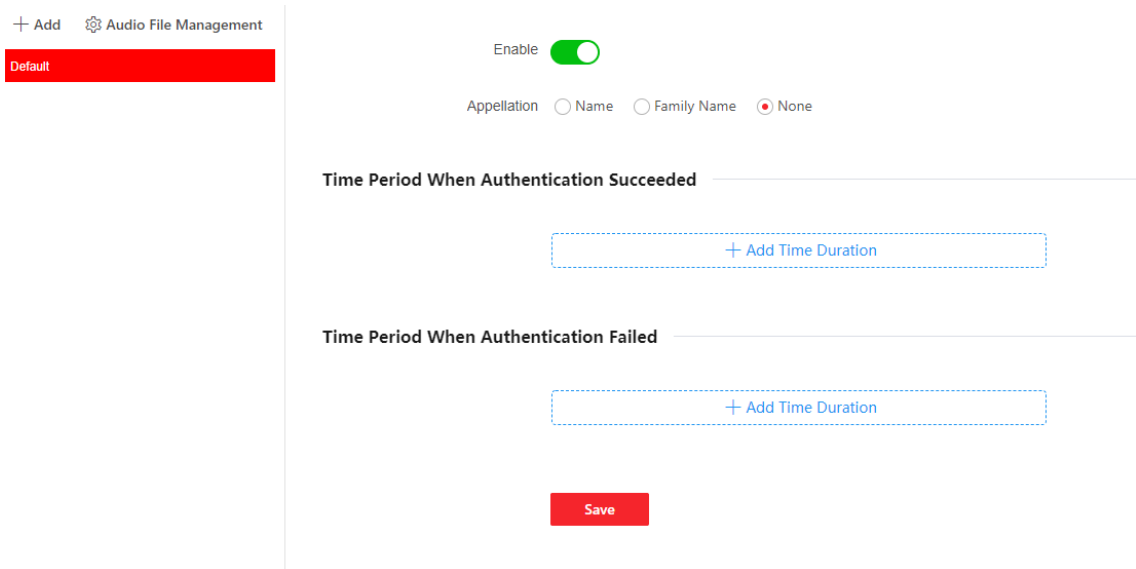 + Add Audio File Management
Default
Enable
Appellation Name Family Name None
Time Period When Authentication Succeeded
+ Add Time Duration
Time Period When Authentication Failed
+ Add Time Duration
Save